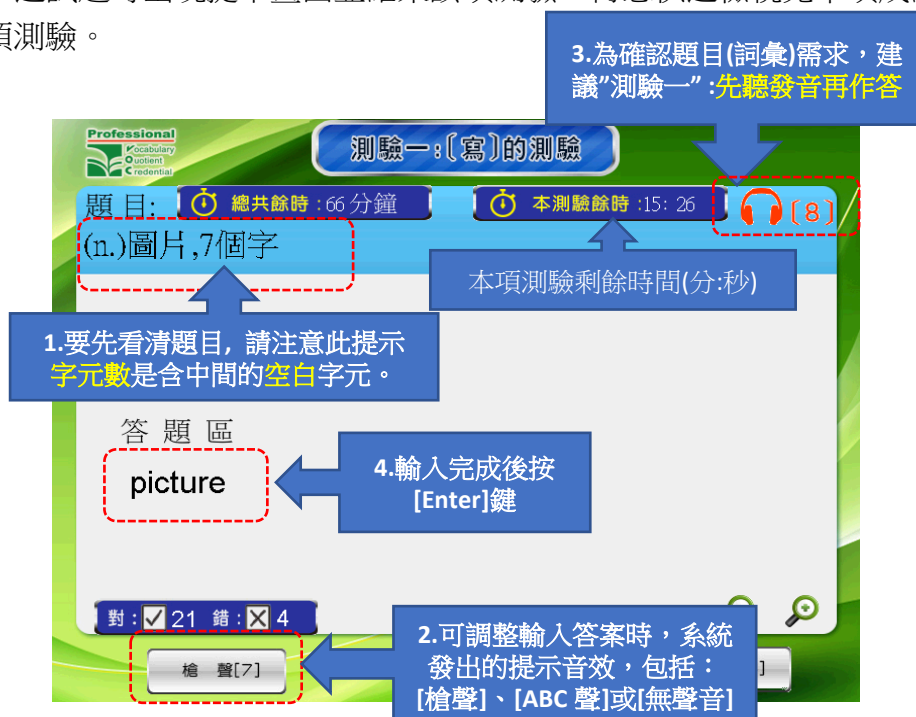 項測驗。
3.為確認題目(詞彙)需求，建
議”測驗一”:先聽發音再作答
Professional
Vocabulary
Quotient
Credential
測驗一:〔寫〕的測驗
題 目:
總共餘時:66 分鐘
本測驗餘時:15: 26
〔8〕
(n.)圖片,7個字
本項測驗剩餘時間(分:秒)
1.要先看清題目, 請注意此提示
字元數是含中間的空白字元。
答 題 區
picture
4.輸入完成後按
[Enter]鍵
對: 21 錯: 4
槍 聲[7]
2.可調整輸入答案時，系統
發出的提示音效，包括：
[槍聲]、[ABC 聲]或[無聲音]
]